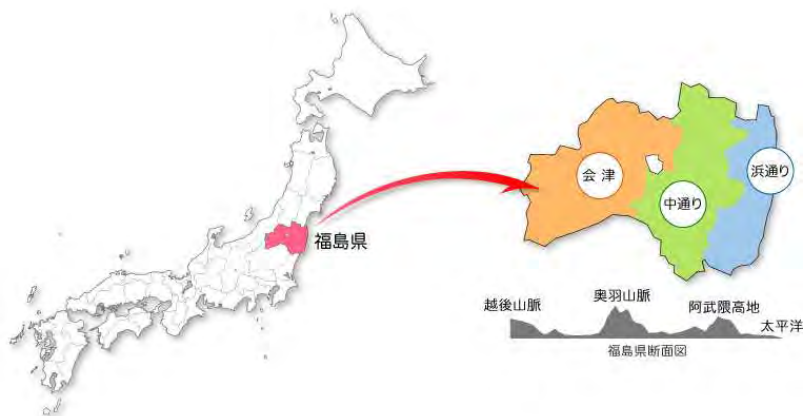 福島県
会津
中通り
浜通り
越後山脈
奥羽山脈
阿武隈高地
太平洋
福島県断面図